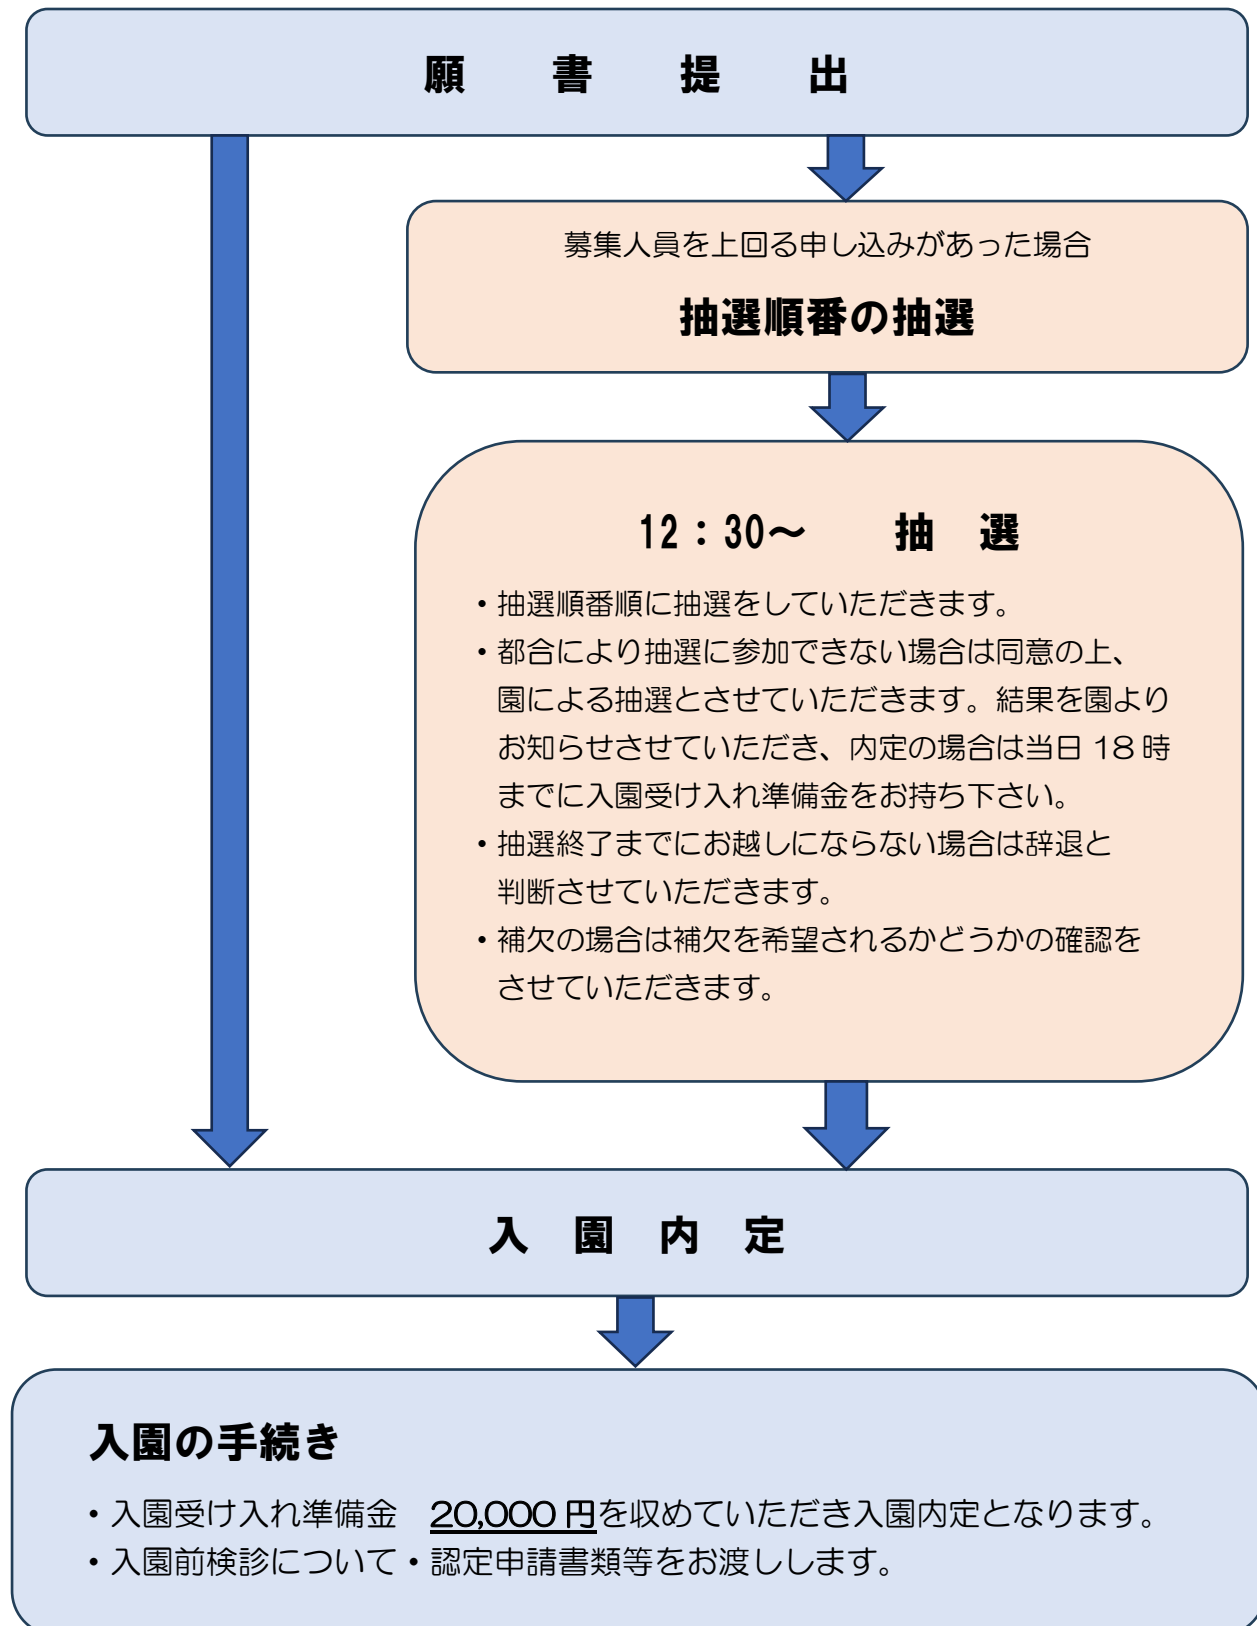 願　書　提　出
募集人員を上回る申し込みがあった場合
抽選順番の抽選
12：30～　抽　選
・抽選順番順に抽選をしていただきます。
・都合により抽選に参加できない場合は同意の上、
園による抽選とさせていただきます。結果を園より
お知らせさせていただき、内定の場合は当日 18 時
までに入園受け入れ準備金をお持ち下さい。
・抽選終了までにお越しにならない場合は辞退と
判断させていただきます。
・補欠の場合は補欠を希望されるかどうかの確認を
させていただきます。
入　園　内　定
入園の手続き
・入園受け入れ準備金　20,000 円を収めていただき入園内定となります。
・入園前検診について・認定申請書類等をお渡しします。